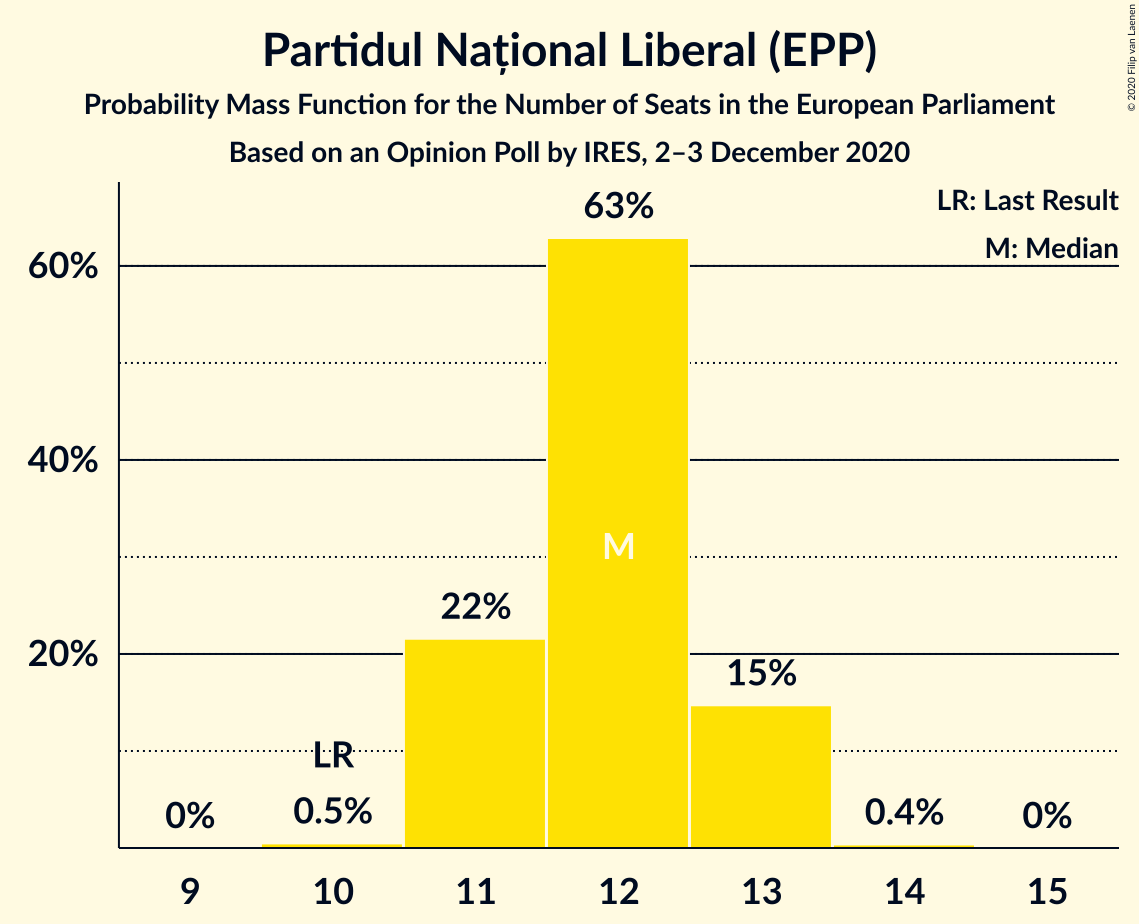 Partidul Național Liberal (EPP)
Probability Mass Function for the Number of Seats in the European Parliament
Based on an Opinion Poll by IRES, 2–3 December 2020
© 2020 Filip van Laenen
LR: Last Result
M: Median
63%
60%
40%
M
22%
20%
15%
LR
0%
0.5%
0.4%
0%
9 10 11 12 13 14 15